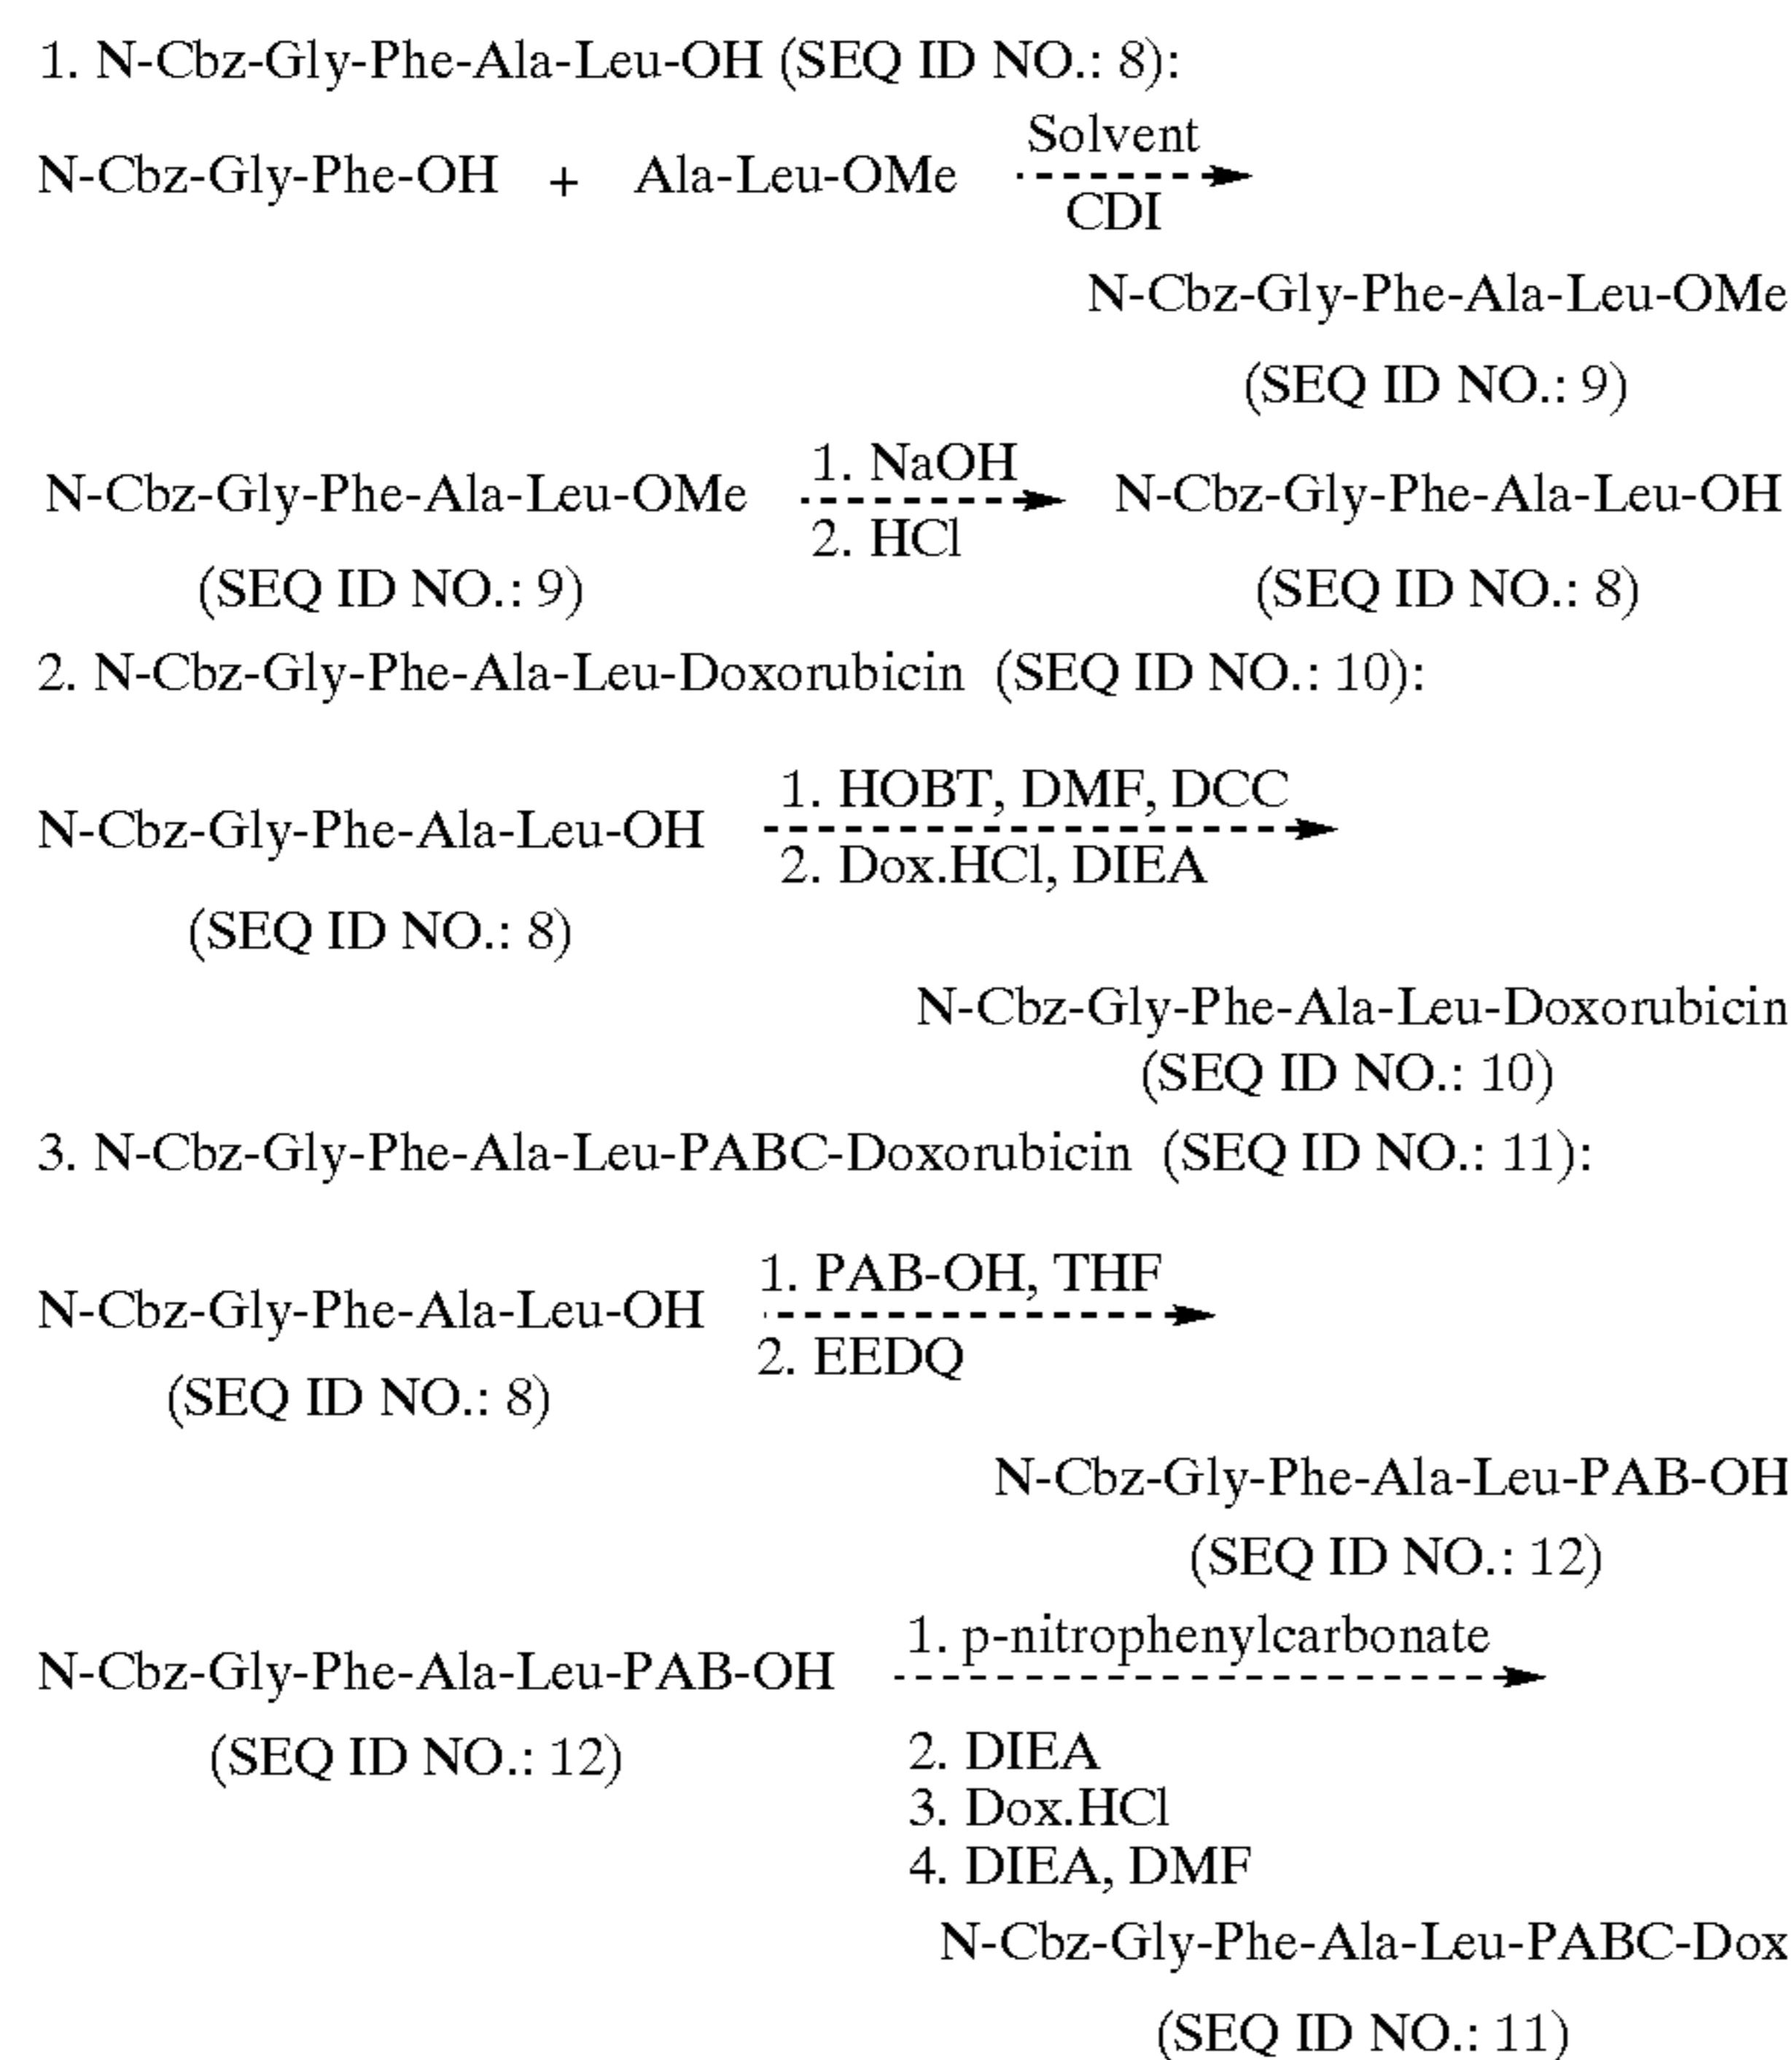 1. N-Cbz-Gly-Phe-Ala-Leu-OH (SEQ ID NO.: 8):
N-Cbz-Gly-Phe-OH + Ala-Leu-OMe
Solvent
CDI
N-Cbz-Gly-Phe-Ala-Leu-OMe
(SEQ ID NO.: 9)
N-Cbz-Gly-Phe-Ala-Leu-OMe
(SEQ ID NO.: 9)
1. NaOH
2. HCl
N-Cbz-Gly-Phe-Ala-Leu-OH
(SEQ ID NO.: 8)
2. N-Cbz-Gly-Phe-Ala-Leu-Doxorubicin (SEQ ID NO.: 10):
N-Cbz-Gly-Phe-Ala-Leu-OH
(SEQ ID NO.: 8)
1. HOBT, DMF, DCC
2. Dox.HCl, DIEA
N-Cbz-Gly-Phe-Ala-Leu-Doxorubicin
(SEQ ID NO.: 10)
3. N-Cbz-Gly-Phe-Ala-Leu-PABC-Doxorubicin (SEQ ID NO.: 11):
N-Cbz-Gly-Phe-Ala-Leu-OH
(SEQ ID NO.: 8)
1. PAB-OH, THF
2. EEDQ
N-Cbz-Gly-Phe-Ala-Leu-PAB-OH
(SEQ ID NO.: 12)
N-Cbz-Gly-Phe-Ala-Leu-PAB-OH
(SEQ ID NO.: 12)
1. p-nitrophenylcarbonate
2. DIEA
3. Dox.HCl
4. DIEA, DMF
N-Cbz-Gly-Phe-Ala-Leu-PABC-Dox
(SEQ ID NO.: 11)